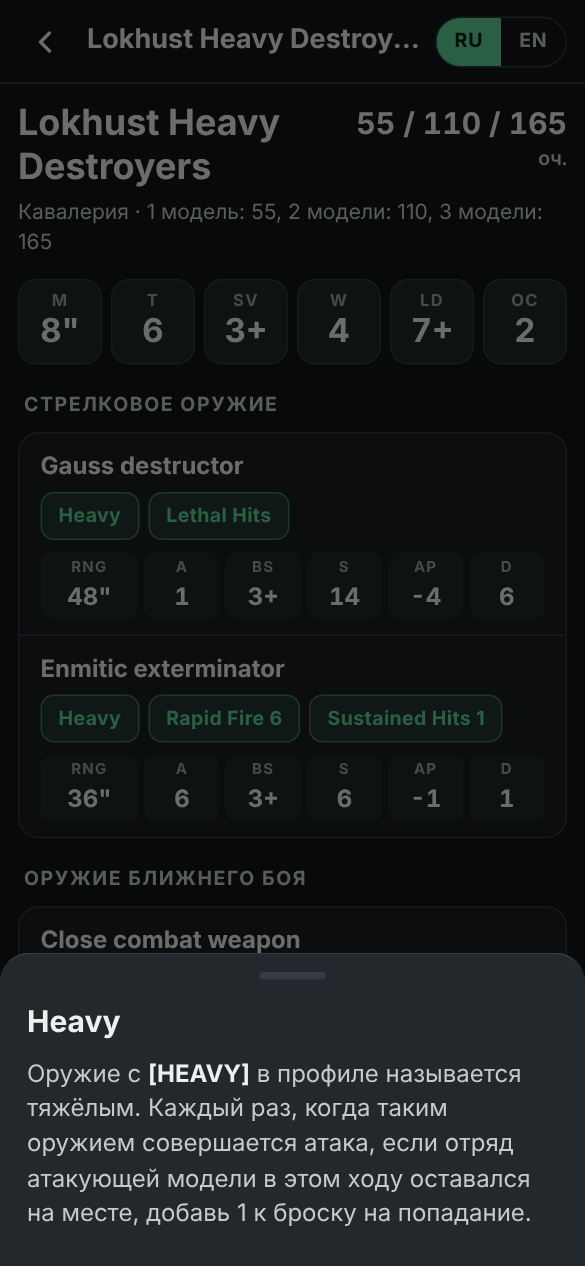 Lokhust Heavy Destroy... RU EN
Lokhust Heavy Destroyers 55 / 110 / 165
оч.
Кавалерия · 1 модель: 55, 2 модели: 110, 3 модели:
165
M T SV W LD OC
8" 6 3+ 4 7+ 2
СТРЕЛКОВОЕ ОРУЖИЕ
Gauss destructor
Heavy Lethal Hits
RNG A BS S AP D
48" 1 3+ 14 -4 6
Enmitic exterminator
Heavy Rapid Fire 6 Sustained Hits 1
RNG A BS S AP D
36" 6 3+ 6 -1 1
ОРУЖИЕ БЛИЖНЕГО БОЯ
Close combat weapon
Heavy
Оружие с [HEAVY] в профиле называется
тяжёлым. Каждый раз, когда таким
оружием совершается атака, если отряд
атакующей модели в этом ходу оставался
на месте, добавь 1 к броску на попадание.